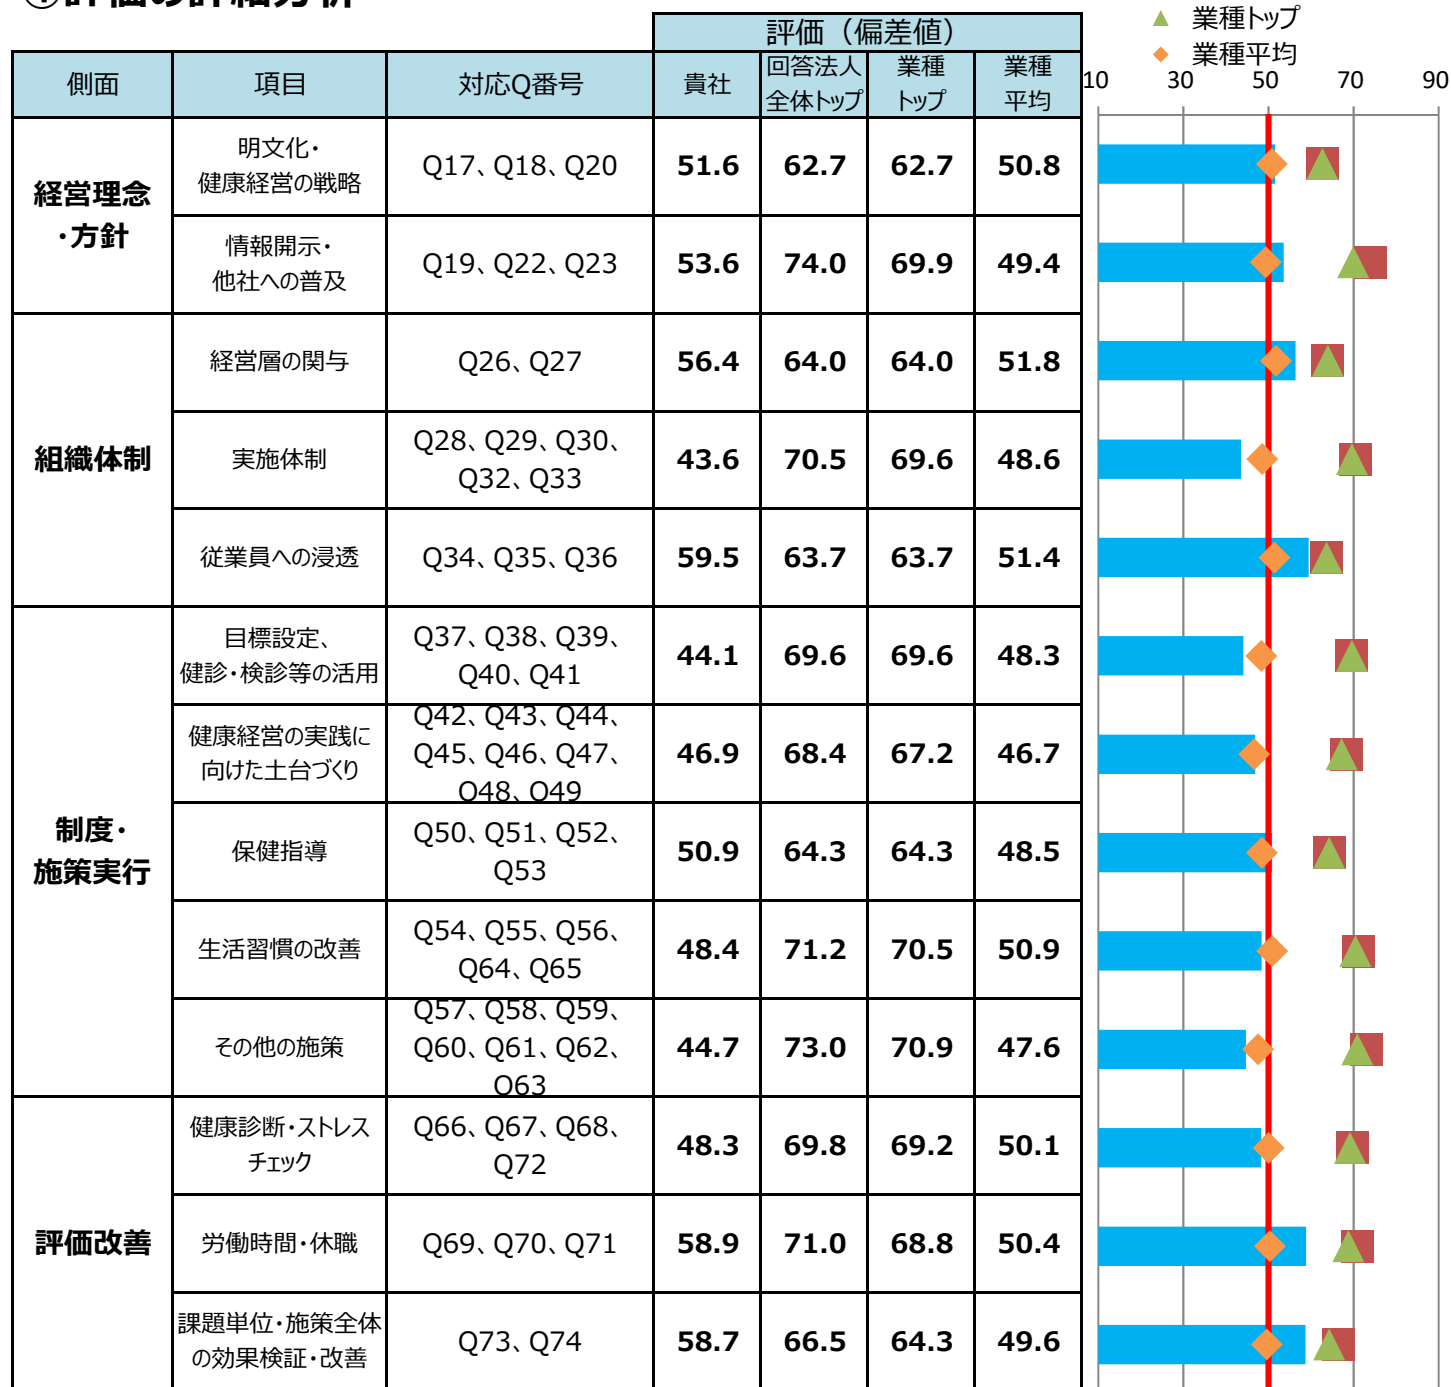 ①評価の詳細分析
業種トップ
業種平均
評価（偏差値）
側面 項目 対応Q番号 貴社 回答法人 業種 業種
全体トップ トップ 平均
10 30 50 70 90
経営理念
・方針
明文化・
健康経営の戦略
Q17、Q18、Q20
51.6 62.7 62.7 50.8
情報開示・
他社への普及
Q19、Q22、Q23
53.6 74.0 69.9 49.4
組織体制
経営層の関与
Q26、Q27
56.4 64.0 64.0 51.8
実施体制
Q28、Q29、Q30、
Q32、Q33
43.6 70.5 69.6 48.6
従業員への浸透
Q34、Q35、Q36
59.5 63.7 63.7 51.4
制度・
施策実行
目標設定、
健診・検診等の活用
Q37、Q38、Q39、
Q40、Q41
44.1 69.6 69.6 48.3
健康経営の実践に
向けた土台づくり
Q42、Q43、Q44、
Q45、Q46、Q47、
Q48、Q49
46.9 68.4 67.2 46.7
保健指導
Q50、Q51、Q52、
Q53
50.9 64.3 64.3 48.5
生活習慣の改善
Q54、Q55、Q56、
Q64、Q65
48.4 71.2 70.5 50.9
その他の施策
Q57、Q58、Q59、
Q60、Q61、Q62、
Q63
44.7 73.0 70.9 47.6
評価改善
健康診断・ストレス
チェック
Q66、Q67、Q68、
Q72
48.3 69.8 69.2 50.1
労働時間・休職
Q69、Q70、Q71
58.9 71.0 68.8 50.4
課題単位・施策全体
の効果検証・改善
Q73、Q74
58.7 66.5 64.3 49.6